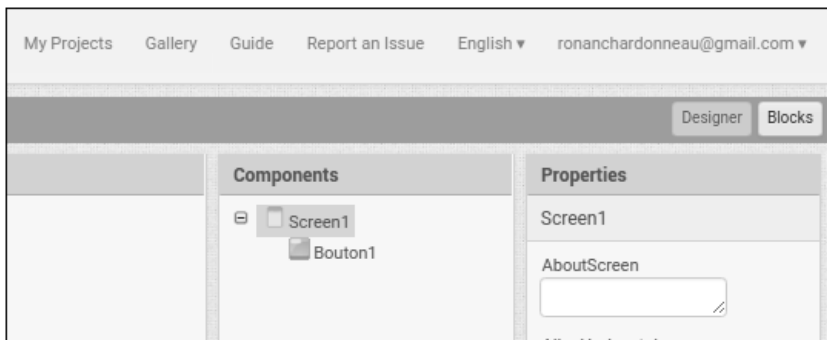 My Projects Gallery Guide Report an Issue English ▾ ronanchardonneau@gmail.com ▾
Designer Blocks
Components Properties
Screen1 Screen1
Bouton1
AboutScreen